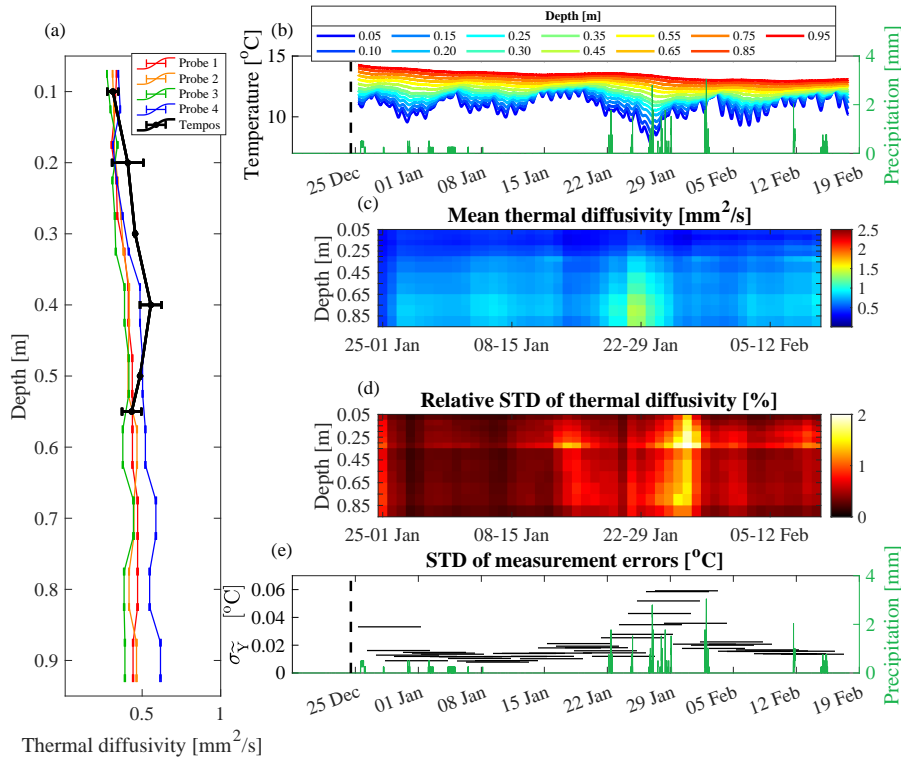 (a)
Probe 1
Probe 2
Probe 3
Probe 4
Tempos
0.1
0.2
0.3
0.4
0.5
0.6
0.7
0.8
0.9
Depth [m]
0.5
1
Thermal diffusivity [mm²/s]
(b)
Depth [m]
0.05 0.15 0.25 0.35 0.55 0.75 0.95
0.10 0.20 0.30 0.45 0.65 0.85
Temperature [°C]
15
10
4
2
0
Precipitation [mm]
25 Dec 01 Jan 08 Jan 15 Jan 22 Jan 29 Jan 05 Feb 12 Feb 19 Feb
(c)
Mean thermal diffusivity [mm²/s]
Depth [m]
0.05
0.25
0.45
0.65
0.85
25-01 Jan 08-15 Jan 22-29 Jan 05-12 Feb
2.5
2
1.5
1
0.5
(d)
Relative STD of thermal diffusivity [%]
Depth [m]
0.05
0.25
0.45
0.65
0.85
25-01 Jan 08-15 Jan 22-29 Jan 05-12 Feb
2
1
0
(e)
STD of measurement errors [°C]
σỸ [°C]
0.06
0.04
0.02
0
4
2
0
Precipitation [mm]
25 Dec 01 Jan 08 Jan 15 Jan 22 Jan 29 Jan 05 Feb 12 Feb 19 Feb